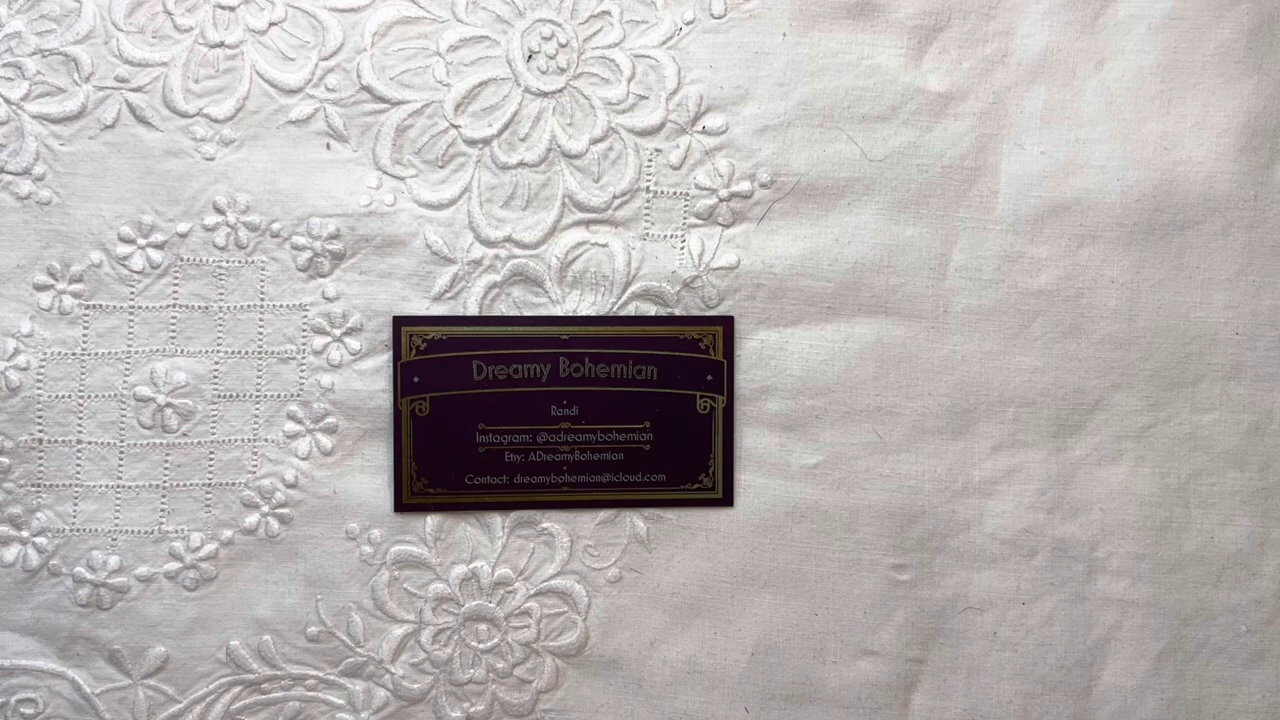 Dreamy Bohemian
Randi
Instagram: @adreamybohemian
Etsy: ADreamyBohemian
Contact: dreamybohemian@icloud.com